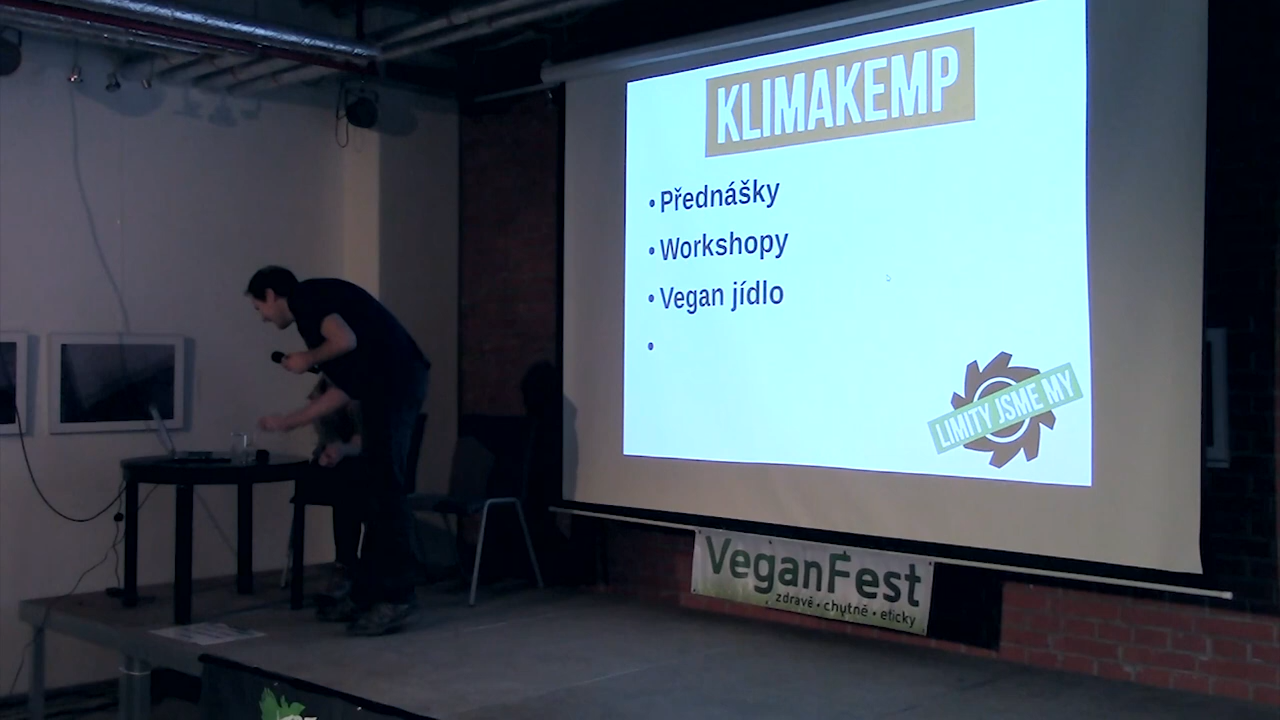 KLIMAKEMP
• Přednášky
• Workshopy
• Vegan jídlo
•
LIMITY JSME MY
VeganFest
zdravě • chutně • eticky